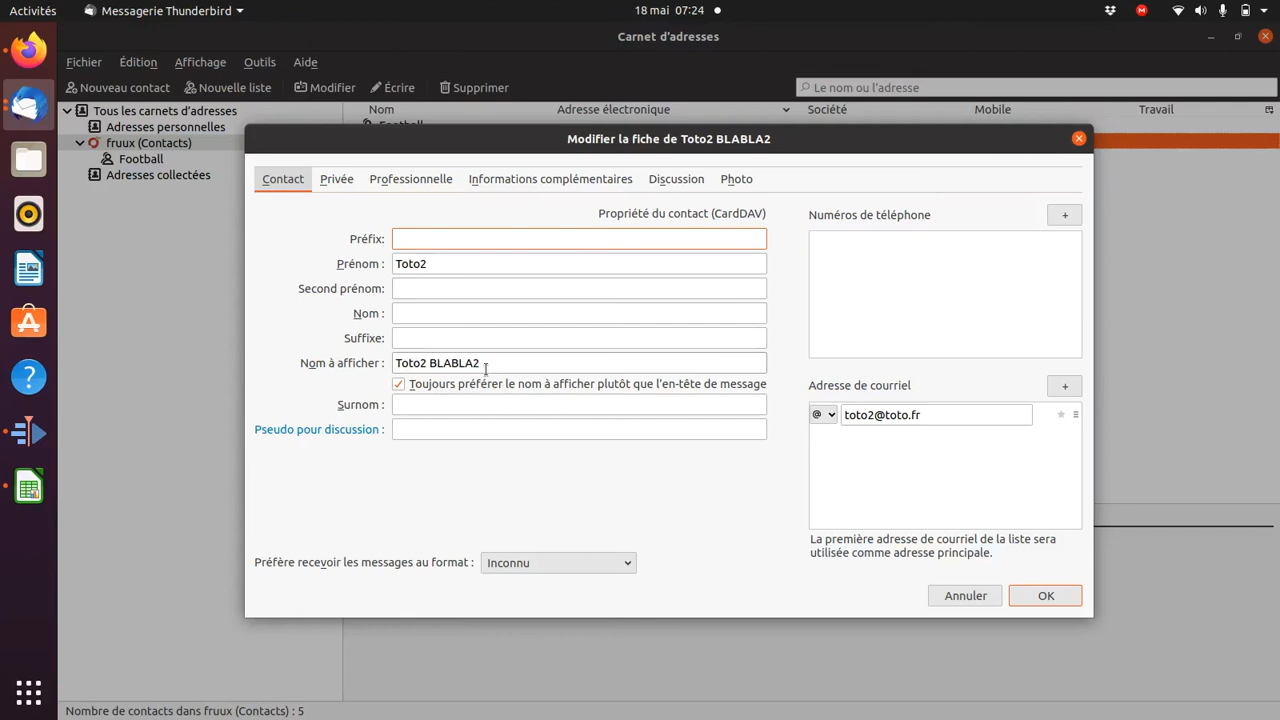 Activités
Messagerie Thunderbird
18 mai 07:24
Carnet d'adresses
Fichier
Édition
Affichage
Outils
Aide
Nouveau contact
Nouvelle liste
Modifier
Écrire
Supprimer
Le nom ou l'adresse
Tous les carnets d'adresses
Adresses personnelles
fruux (Contacts)
Football
Adresses collectées
Nom
Adresse électronique
Société
Mobile
Travail
Football
Modifier la fiche de Toto2 BLABLA2
Contact
Privée
Professionnelle
Informations complémentaires
Discussion
Photo
Propriété du contact (CardDAV)
Préfix:
Prénom : Toto2
Second prénom:
Nom :
Suffixe:
Nom à afficher : Toto2 BLABLA2
Toujours préférer le nom à afficher plutôt que l'en-tête de message
Surnom :
Pseudo pour discussion :
Préfère recevoir les messages au format : Inconnu
Numéros de téléphone
+
Adresse de courriel
+
@ toto2@toto.fr
La première adresse de courriel de la liste sera
utilisée comme adresse principale.
Annuler
OK
Nombre de contacts dans fruux (Contacts) : 5